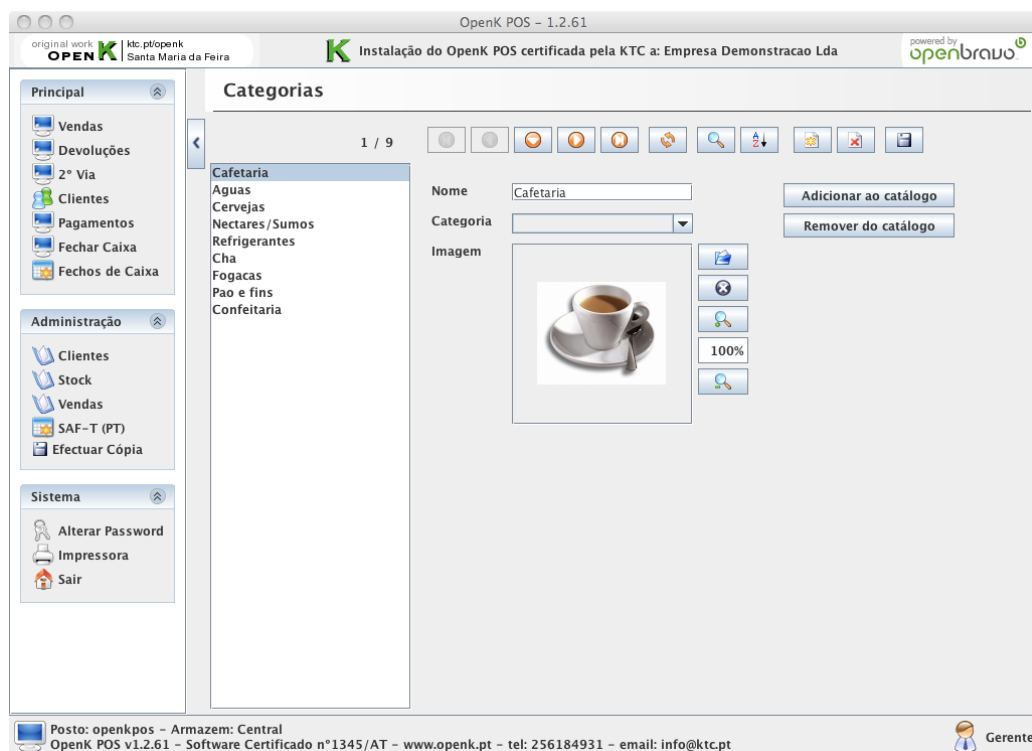 OpenK POS - 1.2.61
original work
OPEN K
ktc.pt/openk
Santa Maria da Feira
K Instalação do OpenK POS certificada pela KTC a: Empresa Demonstracao Lda
powered by
openbravo
Principal
Vendas
Devoluções
2° Via
Clientes
Pagamentos
Fechar Caixa
Fechos de Caixa
Administração
Clientes
Stock
Vendas
SAF-T (PT)
Efectuar Cópia
Sistema
Alterar Password
Impressora
Sair
Categorias
1 / 9
Cafetaria
Aguas
Cervejas
Nectares/Sumos
Refrigerantes
Cha
Fogacas
Pao e fins
Confeitaria
Nome
Cafetaria
Categoria
Imagem
100%
Adicionar ao catálogo
Remover do catálogo
Posto: openkpos - Armazem: Central
OpenK POS v1.2.61 - Software Certificado n°1345/AT - www.openk.pt - tel: 256184931 - email: info@ktc.pt
Gerente